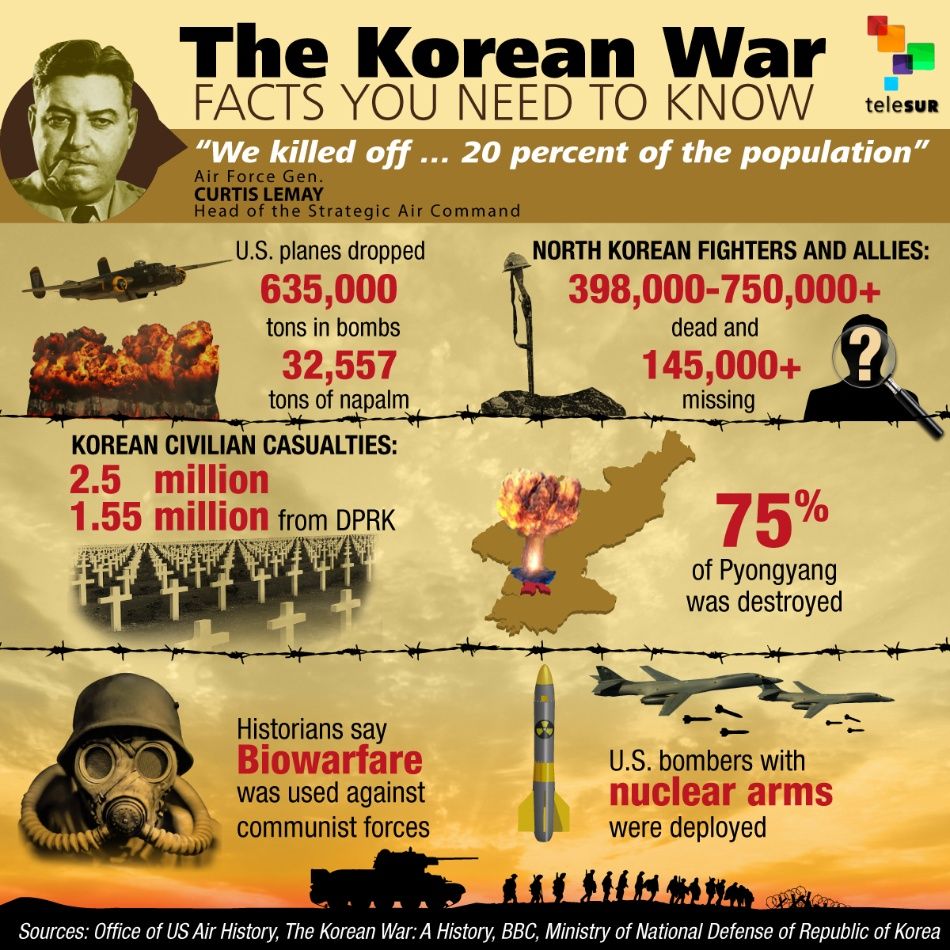 The Korean War
FACTS YOU NEED TO KNOW
teleSUR
“We killed off ... 20 percent of the population”
Air Force Gen.
CURTIS LEMAY
Head of the Strategic Air Command
U.S. planes dropped
635,000
tons in bombs
32,557
tons of napalm
NORTH KOREAN FIGHTERS AND ALLIES:
398,000-750,000+
dead and
145,000+
missing
?
KOREAN CIVILIAN CASUALTIES:
2.5 million
1.55 million from DPRK
75%
of Pyongyang
was destroyed
Historians say
Biowarfare
was used against
communist forces
U.S. bombers with
nuclear arms
were deployed
Sources: Office of US Air History, The Korean War: A History, BBC, Ministry of National Defense of Republic of Korea